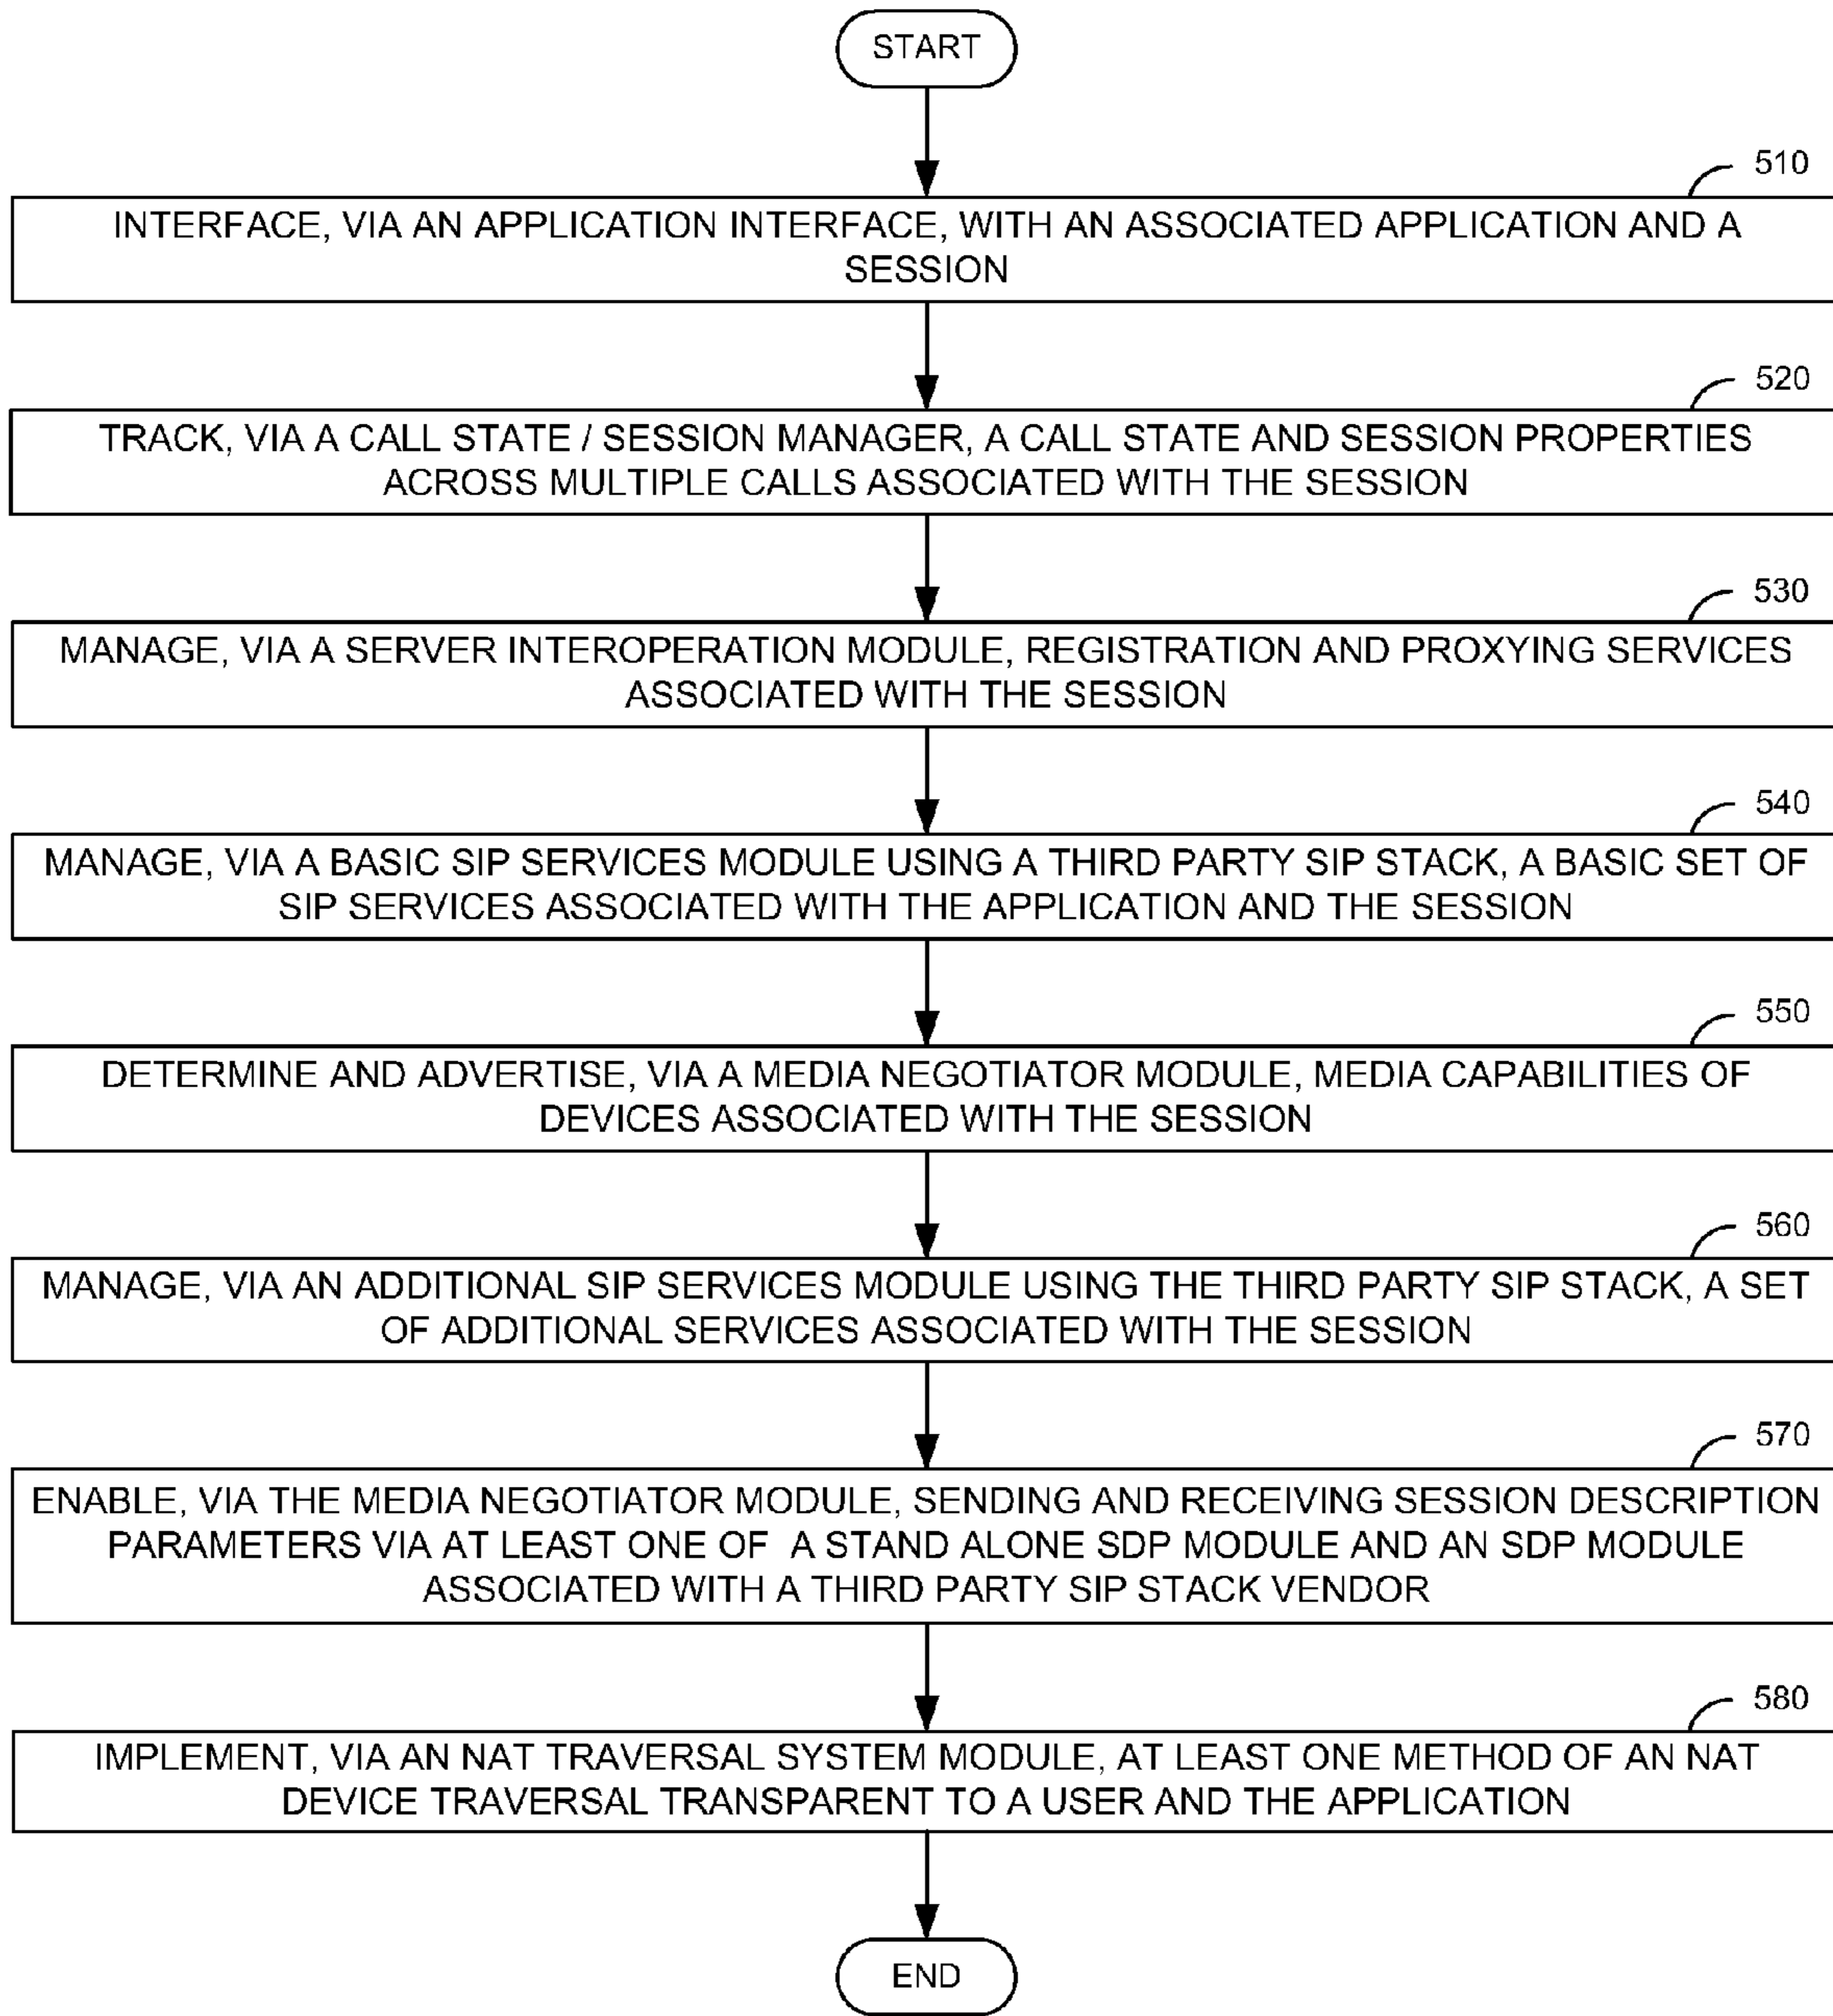 START
510
INTERFACE, VIA AN APPLICATION INTERFACE, WITH AN ASSOCIATED APPLICATION AND A
SESSION
520
TRACK, VIA A CALL STATE / SESSION MANAGER, A CALL STATE AND SESSION PROPERTIES
ACROSS MULTIPLE CALLS ASSOCIATED WITH THE SESSION
530
MANAGE, VIA A SERVER INTEROPERATION MODULE, REGISTRATION AND PROXYING SERVICES
ASSOCIATED WITH THE SESSION
540
MANAGE, VIA A BASIC SIP SERVICES MODULE USING A THIRD PARTY SIP STACK, A BASIC SET OF
SIP SERVICES ASSOCIATED WITH THE APPLICATION AND THE SESSION
550
DETERMINE AND ADVERTISE, VIA A MEDIA NEGOTIATOR MODULE, MEDIA CAPABILITIES OF
DEVICES ASSOCIATED WITH THE SESSION
560
MANAGE, VIA AN ADDITIONAL SIP SERVICES MODULE USING THE THIRD PARTY SIP STACK, A SET
OF ADDITIONAL SERVICES ASSOCIATED WITH THE SESSION
570
ENABLE, VIA THE MEDIA NEGOTIATOR MODULE, SENDING AND RECEIVING SESSION DESCRIPTION
PARAMETERS VIA AT LEAST ONE OF A STAND ALONE SDP MODULE AND AN SDP MODULE
ASSOCIATED WITH A THIRD PARTY SIP STACK VENDOR
580
IMPLEMENT, VIA AN NAT TRAVERSAL SYSTEM MODULE, AT LEAST ONE METHOD OF AN NAT
DEVICE TRAVERSAL TRANSPARENT TO A USER AND THE APPLICATION
END